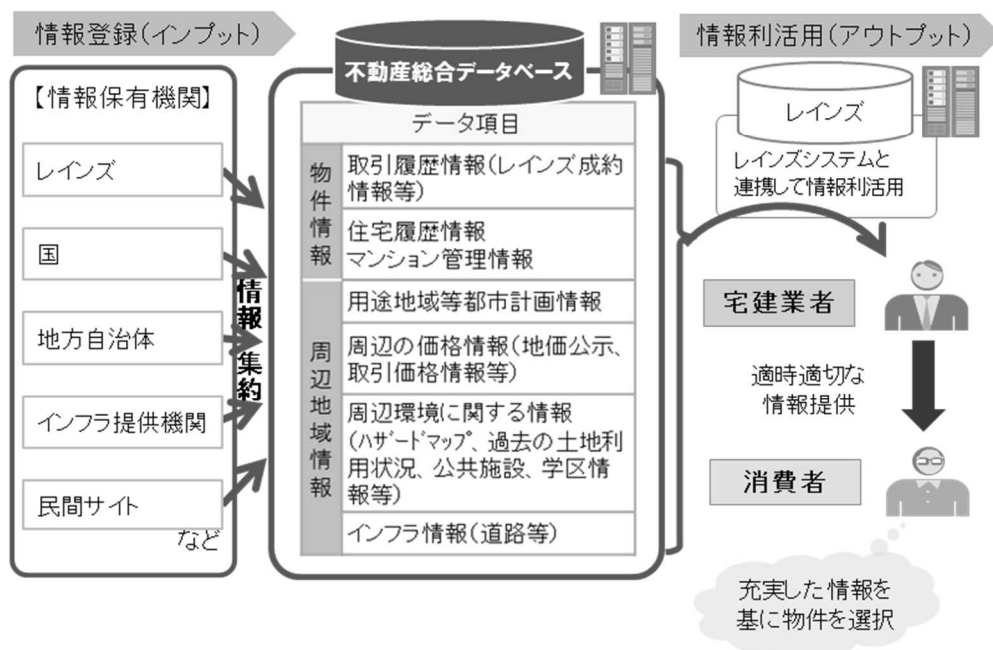 情報登録(インプット)
【情報保有機関】
レインズ
国
地方自治体
インフラ提供機関
民間サイト
など
情報集約
不動産総合データベース
データ項目
物件情報
取引履歴情報(レインズ成約
情報等)
住宅履歴情報
マンション管理情報
周辺地域情報
用途地域等都市計画情報
周辺の価格情報(地価公示、
取引価格情報等)
周辺環境に関する情報
(ハザードマップ、過去の土地利
用状況、公共施設、学区情
報等)
インフラ情報(道路等)
情報利活用(アウトプット)
レインズ
レインズシステムと
連携して情報利活用
宅建業者
適時適切な
情報提供
消費者
充実した情報を
基に物件を選択